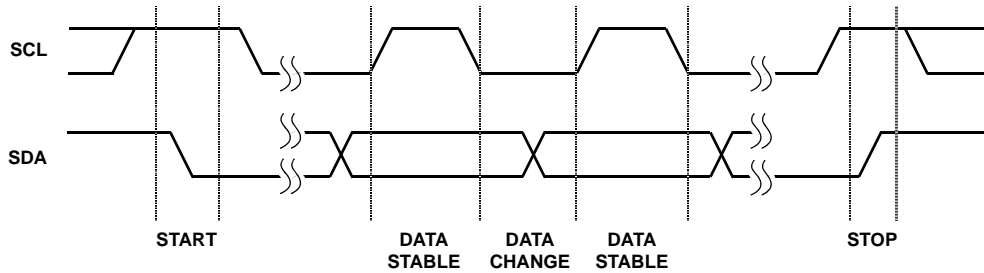 SCL
SDA
START
DATA
STABLE
DATA
CHANGE
DATA
STABLE
STOP